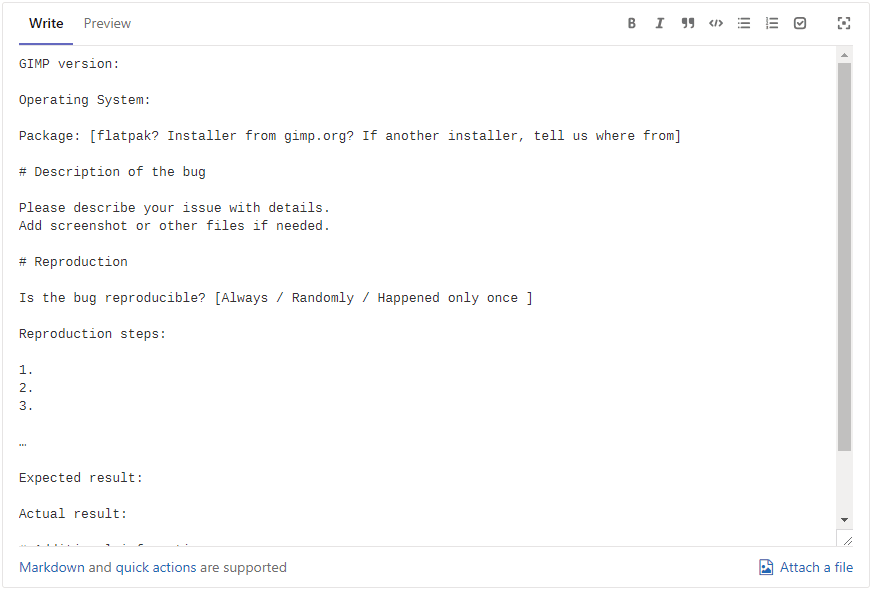 Write Preview
GIMP version:
Operating System:
Package: [flatpak? Installer from gimp.org? If another installer, tell us where from]
# Description of the bug
Please describe your issue with details.
Add screenshot or other files if needed.
# Reproduction
Is the bug reproducible? [Always / Randomly / Happened only once ]
Reproduction steps:
1.
2.
3.
…
Expected result:
Actual result:
Markdown and quick actions are supported
Attach a file